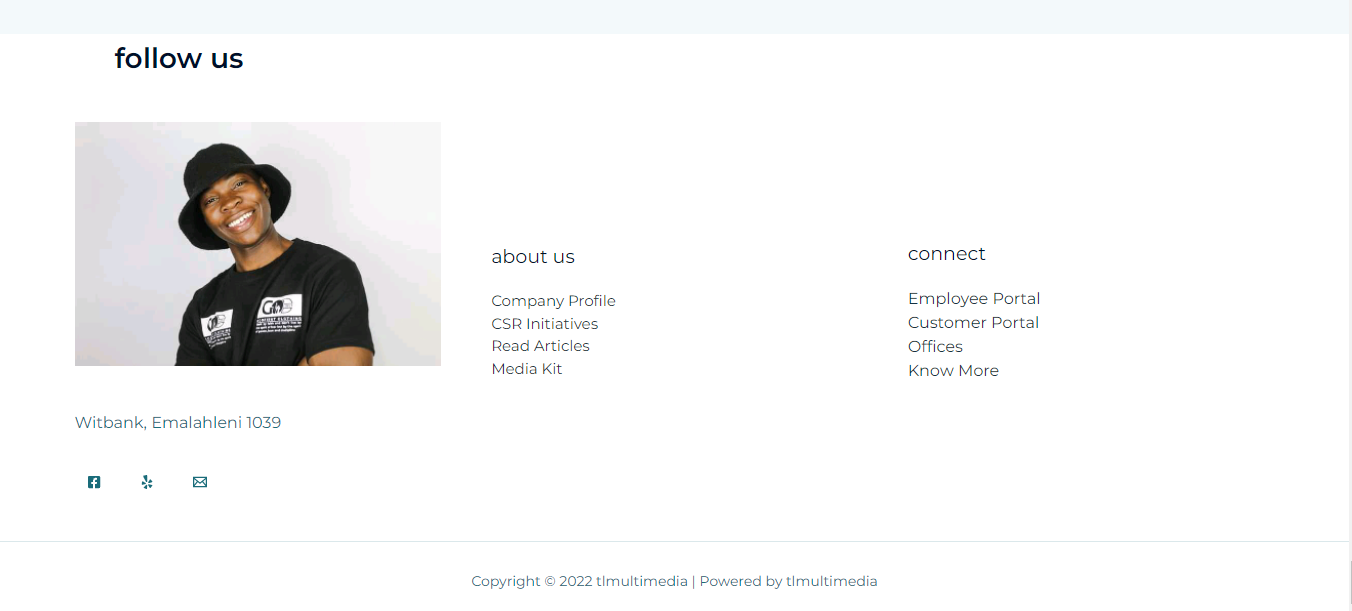 follow us
GO
about us
Company Profile
CSR Initiatives
Read Articles
Media Kit
connect
Employee Portal
Customer Portal
Offices
Know More
Witbank, Emalahleni 1039
Copyright © 2022 tlmultimedia | Powered by tlmultimedia